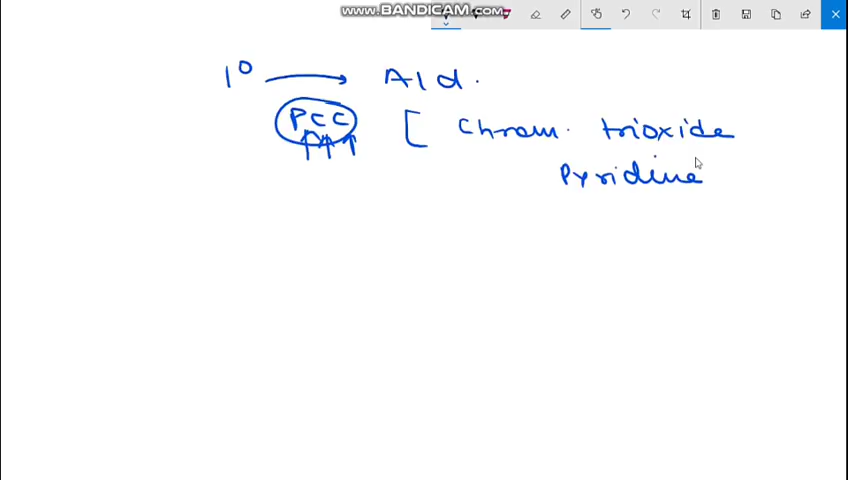 www.BANDICAM.com
1° → Ald.
PCC [ Chrom. trioxide
Pyridine